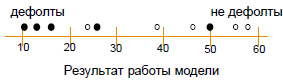 дефолты не дефолты
10 20 30 40 50 60
Результат работы модели